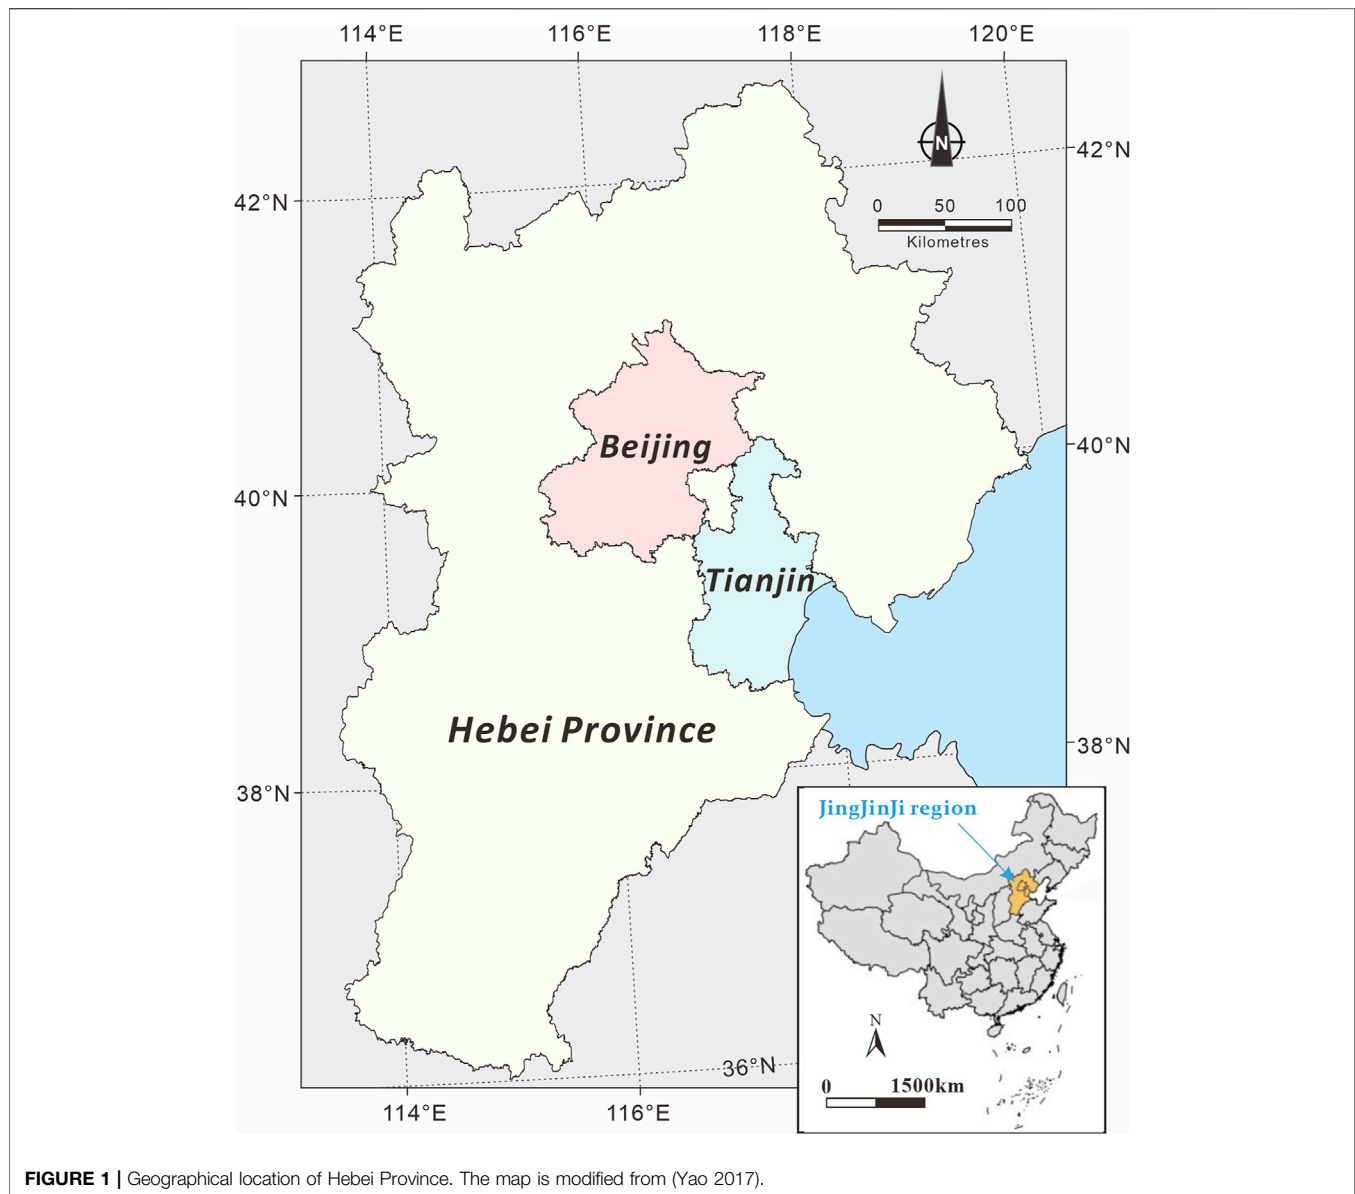 114°E 116°E 118°E 120°E
N
42°N
42°N
0 50 100
Kilometres
Beijing
40°N
40°N
Tianjin
Hebei Province
38°N
38°N
JingJinJi region
N
36°N
0 1500km
114°E 116°E
FIGURE 1 | Geographical location of Hebei Province. The map is modified from (Yao 2017).